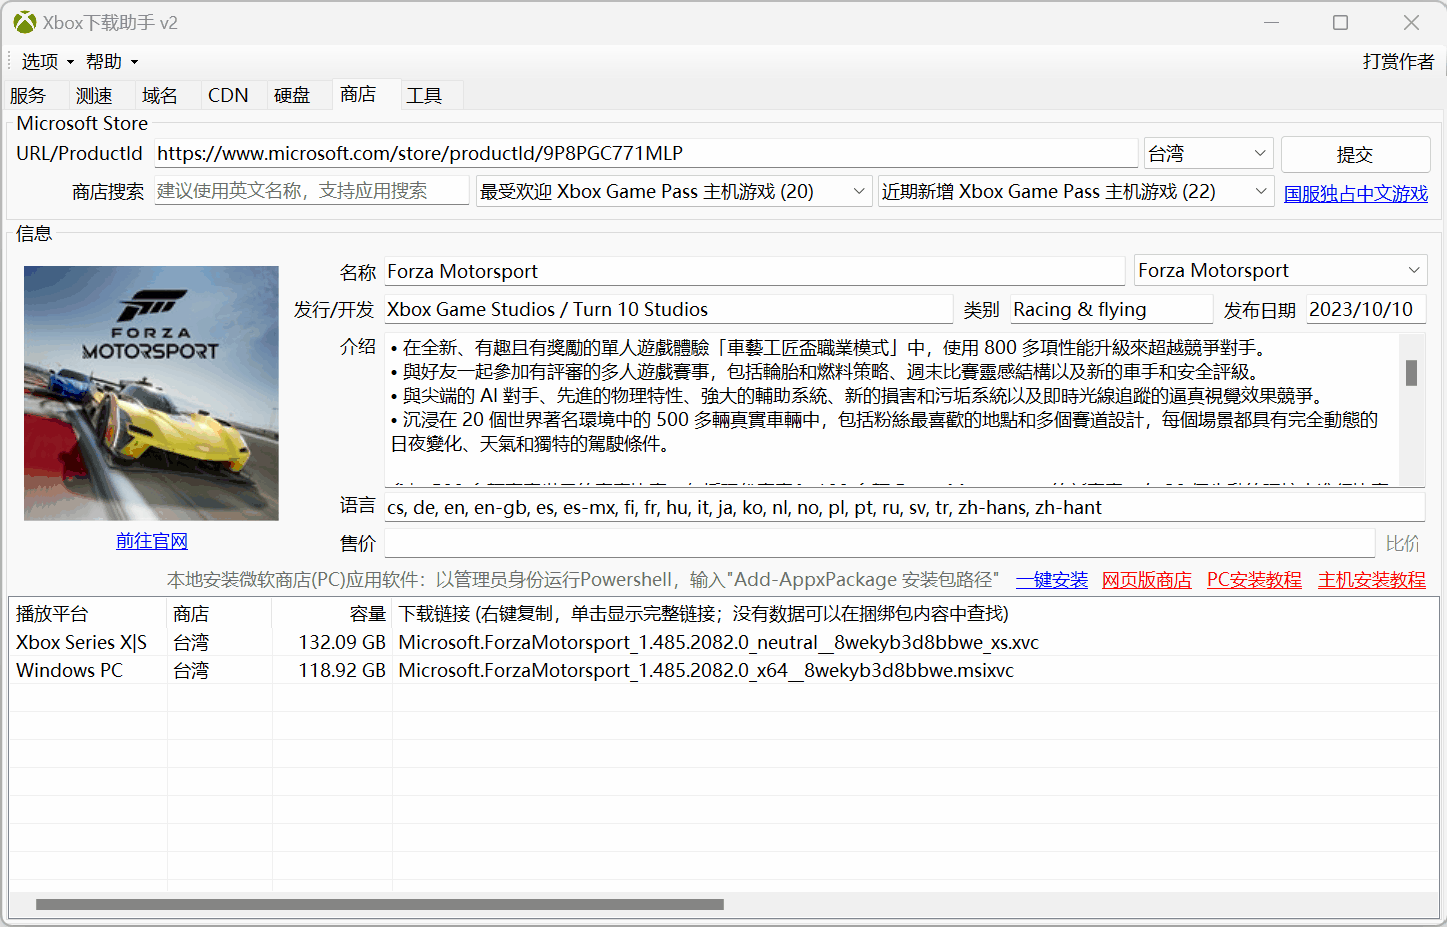 Xbox下载助手 v2
选项 帮助 打赏作者
服务 测速 域名 CDN 硬盘 商店 工具
Microsoft Store
URL/ProductId https://www.microsoft.com/store/productId/9P8PGC771MLP 台湾 提交
商店搜索 建议使用英文名称，支持应用搜索 最受欢迎 Xbox Game Pass 主机游戏 (20) 近期新增 Xbox Game Pass 主机游戏 (22) 国服独占中文游戏
信息
FORZA
MOTORSPORT
前往官网
名称 Forza Motorsport Forza Motorsport
发行/开发 Xbox Game Studios / Turn 10 Studios 类别 Racing & flying 发布日期 2023/10/10
介绍 • 在全新、有趣且有獎勵的單人遊戲體驗「車藝工匠盃職業模式」中，使用 800 多項性能升級來超越競爭對手。
• 與好友一起參加有評審的多人遊戲賽事，包括輪胎和燃料策略、週末比賽靈感結構以及新的車手和安全評級。
• 與尖端的 AI 對手、先進的物理特性、強大的輔助系統、新的損害和污垢系統以及即時光線追蹤的逼真視覺效果競爭。
• 沉浸在 20 個世界著名環境中的 500 多輛真實車輛中，包括粉絲最喜歡的地點和多個賽道設計，每個場景都具有完全動態的
日夜變化、天氣和獨特的駕駛條件。
语言 cs, de, en, en-gb, es, es-mx, fi, fr, hu, it, ja, ko, nl, no, pl, pt, ru, sv, tr, zh-hans, zh-hant
售价 比价
本地安装微软商店(PC)应用软件：以管理员身份运行Powershell，输入"Add-AppxPackage 安装包路径" 一键安装 网页版商店 PC安装教程 主机安装教程
播放平台 商店 容量 下载链接 (右键复制，单击显示完整链接；没有数据可以在捆绑包内容中查找)
Xbox Series X|S 台湾 132.09 GB Microsoft.ForzaMotorsport_1.485.2082.0_neutral__8wekyb3d8bbwe_xs.xvc
Windows PC 台湾 118.92 GB Microsoft.ForzaMotorsport_1.485.2082.0_x64__8wekyb3d8bbwe.msixvc